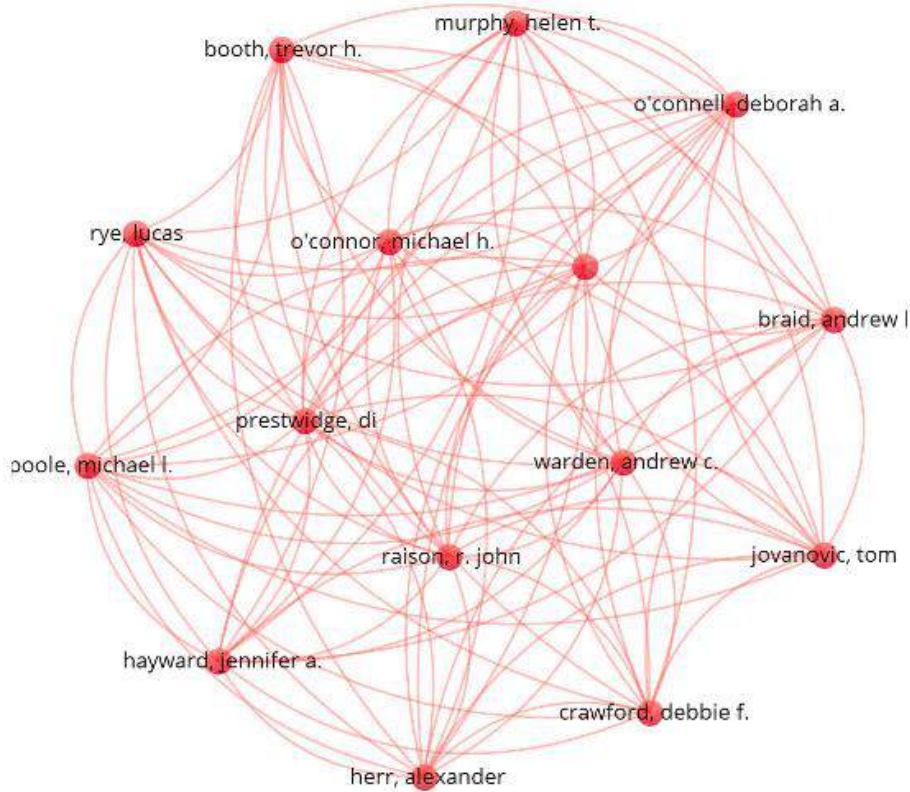 murphy, helen t.
booth, trevor h.
o'connell, deborah a.
rye, lucas
o'connor, michael h.
braid, andrew l
prestwidge, di
warden, andrew c.
poole, michael l.
raison, r. john
jovanovic, tom
hayward, jennifer a.
crawford, debbie f.
herr, alexander